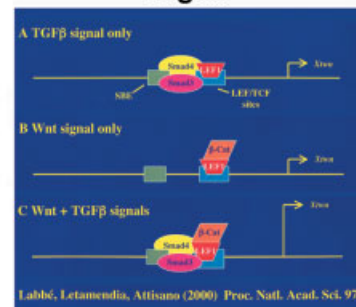 A TGFβ signal only
Smad4
LEF1
Smad3
Xtwn
SBE
LEF/TCF
sites
B Wnt signal only
β-Cat
LEF1
Xtwn
C Wnt + TGFβ signals
β-Cat
Smad4
LEF1
Smad3
Xtwn
Labbé, Letamendia, Attisano (2000) Proc. Natl. Acad. Sci. 97